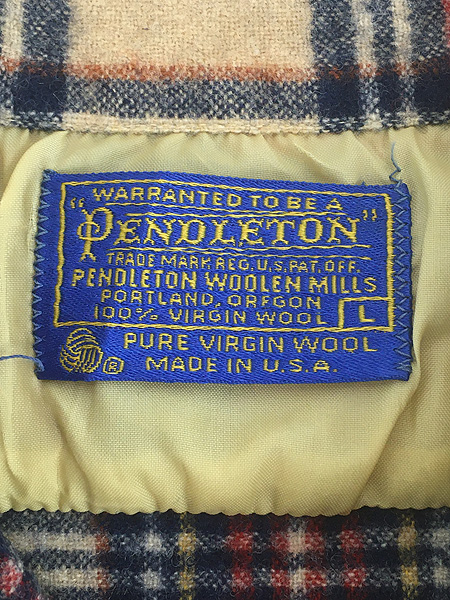 WARRANTED TO BE A
"PENDLETON"
TRADE MARK REG. U.S. PAT. OFF.
PENDLETON WOOLEN MILLS
PORTLAND, OREGON
100% VIRGIN WOOL L
PURE VIRGIN WOOL
® MADE IN U.S.A.